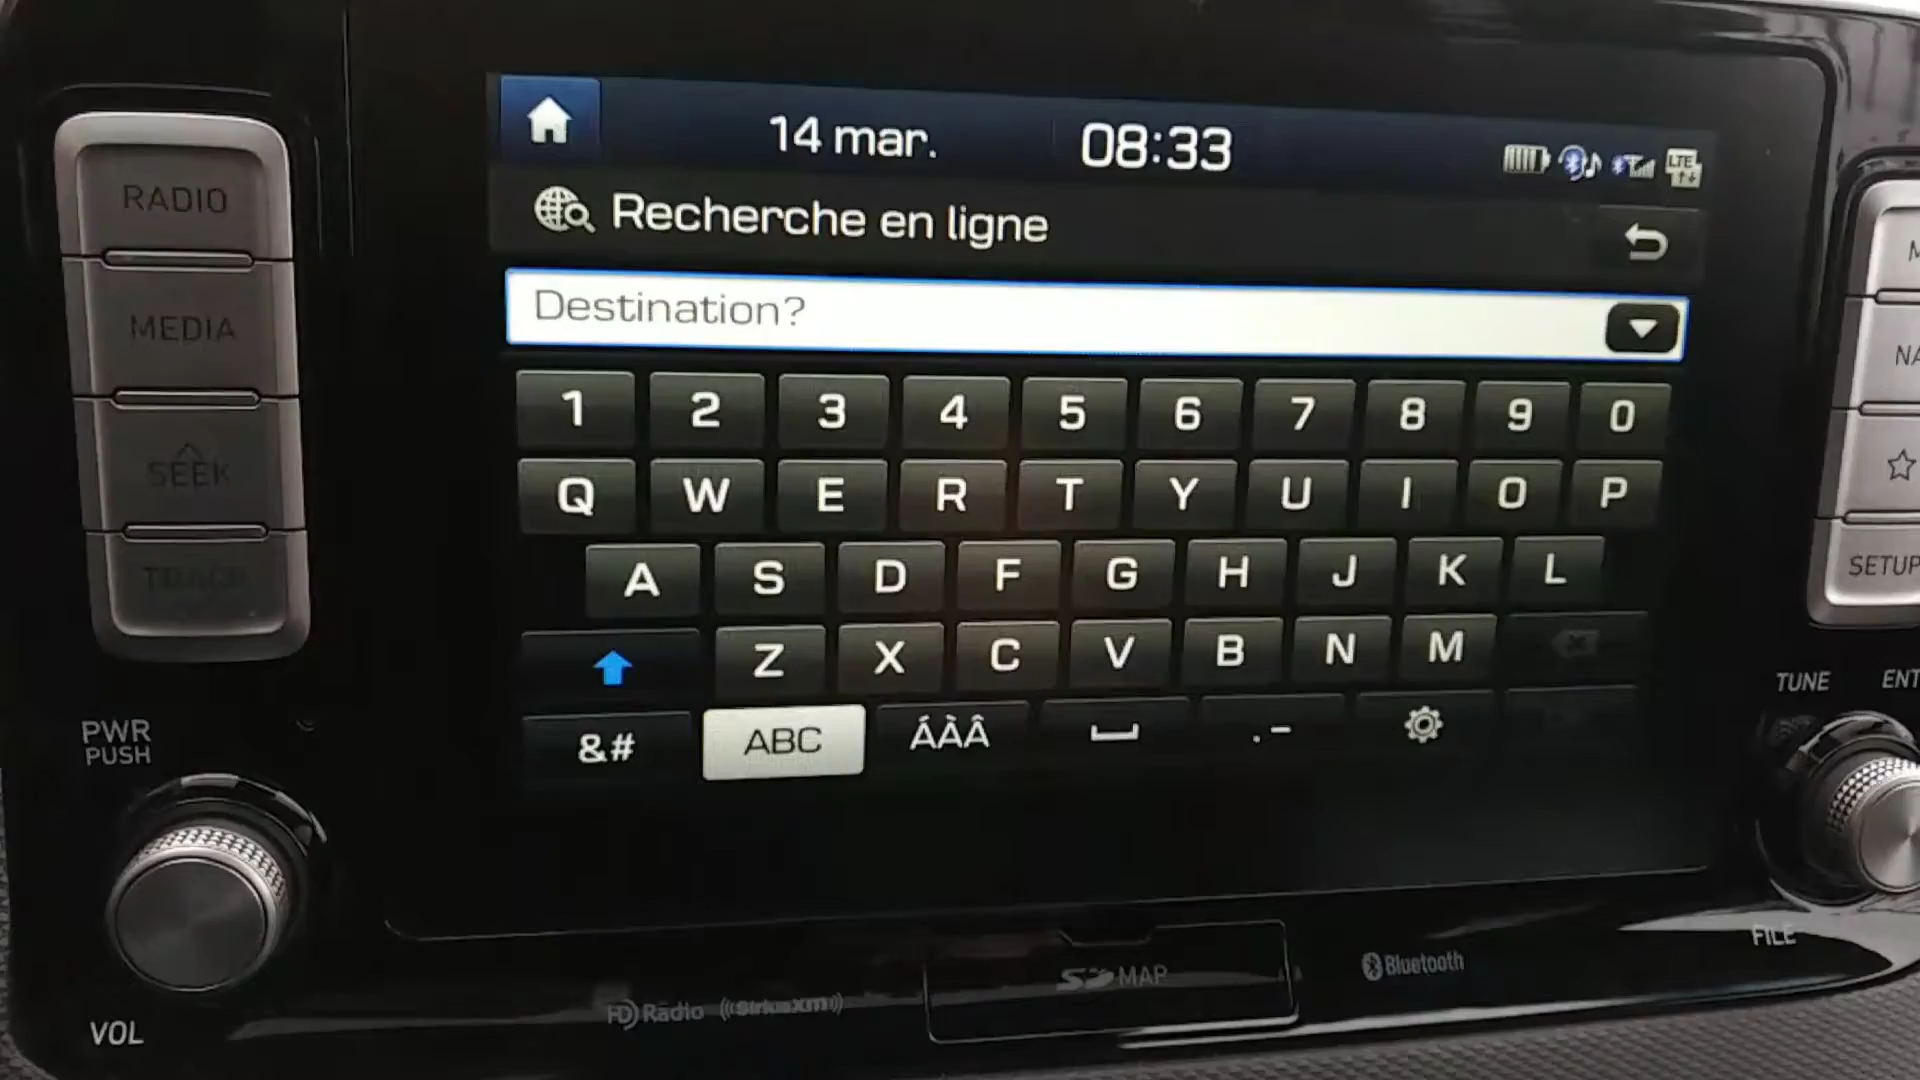 14 mar. 08:33
LTE
Recherche en ligne
Destination?
1 2 3 4 5 6 7 8 9 0
Q W E R T Y U I O P
A S D F G H J K L
Z X C V B N M
&# ABC ÁÀÂ .-
RADIO
MEDIA
SEEK
TRACK
PWR
PUSH
VOL
SETUP
TUNE
FILE
HD Radio ((SiriusXM))
SD MAP
Bluetooth